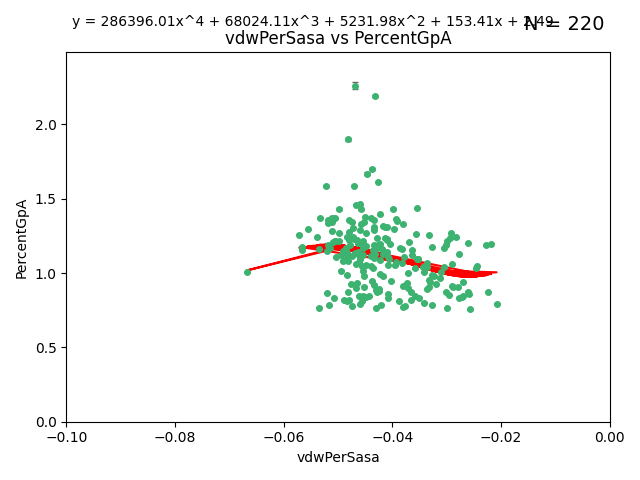 y = 286396.01x^4 + 68024.11x^3 + 5231.98x^2 + 153.41x + 2.49
N = 220
vdwPerSasa vs PercentGpA
PercentGpA
2.0
1.5
1.0
0.5
0.0
−0.10 −0.08 −0.06 −0.04 −0.02 0.00
vdwPerSasa